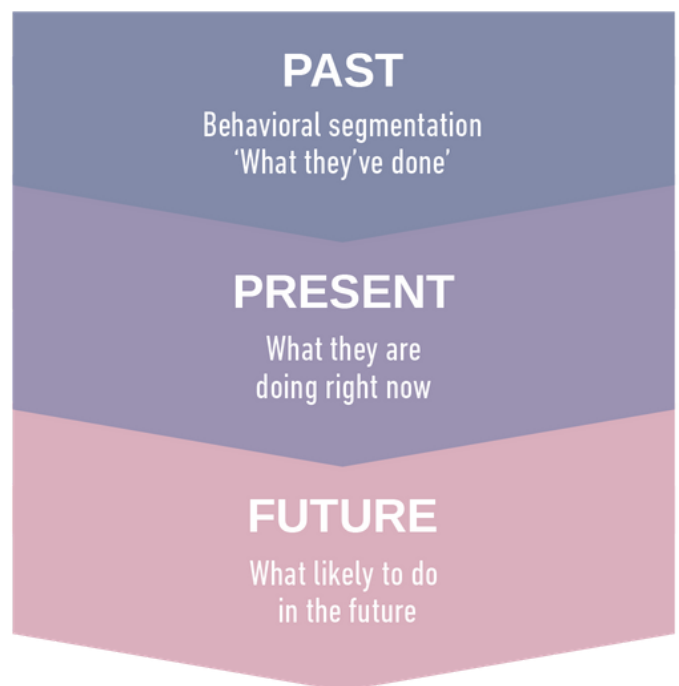 PAST
Behavioral segmentation
‘What they’ve done’
PRESENT
What they are
doing right now
FUTURE
What likely to do
in the future